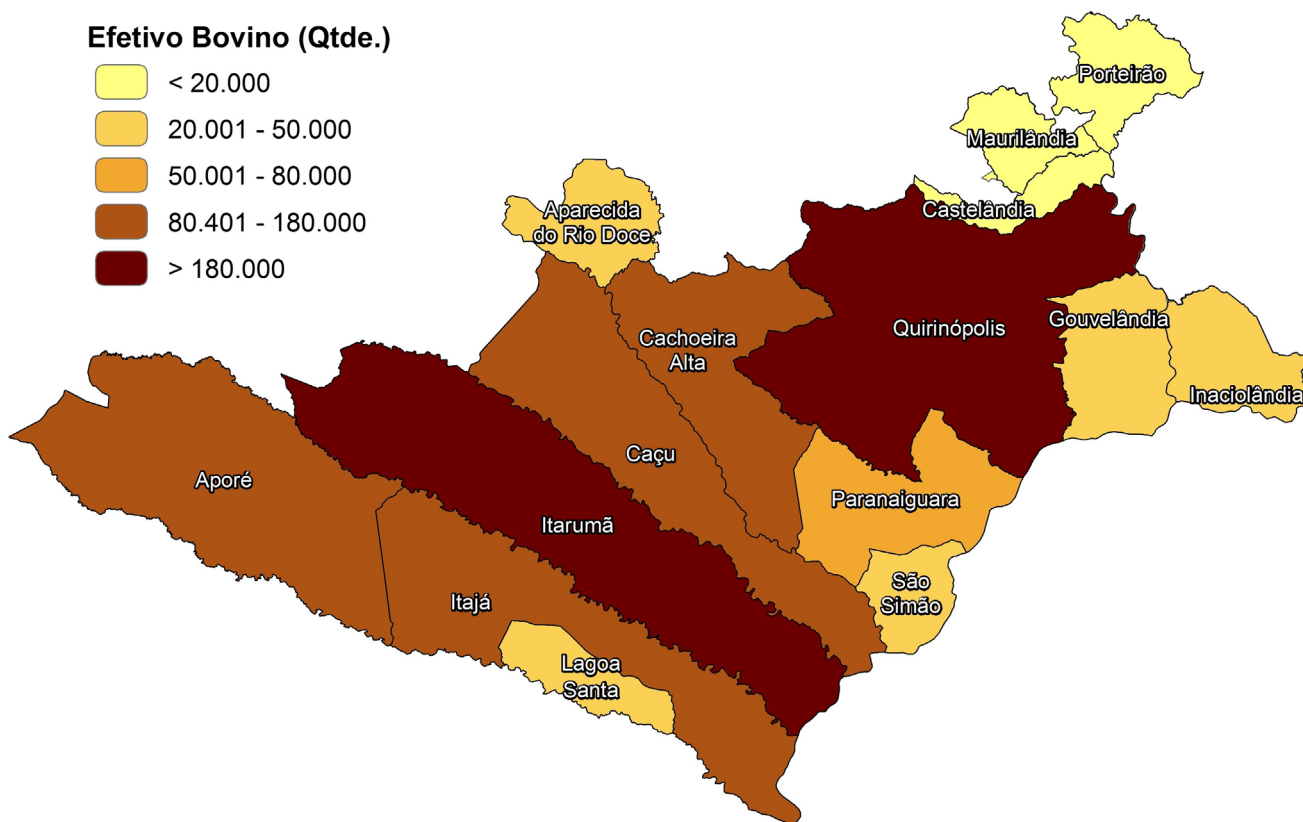 Efetivo Bovino (Qtde.)
< 20.000
20.001 - 50.000
50.001 - 80.000
80.401 - 180.000
> 180.000
Porteirão
Maurilândia
Castelândia
Aparecida
do Rio Doce.
Quirinópolis
Gouvelândia
Cachoeira
Alta
Inaciolândia
Caçu
Aporé
Paranaiguara
Itarumã
São
Simão
Itajá
Lagoa
Santa